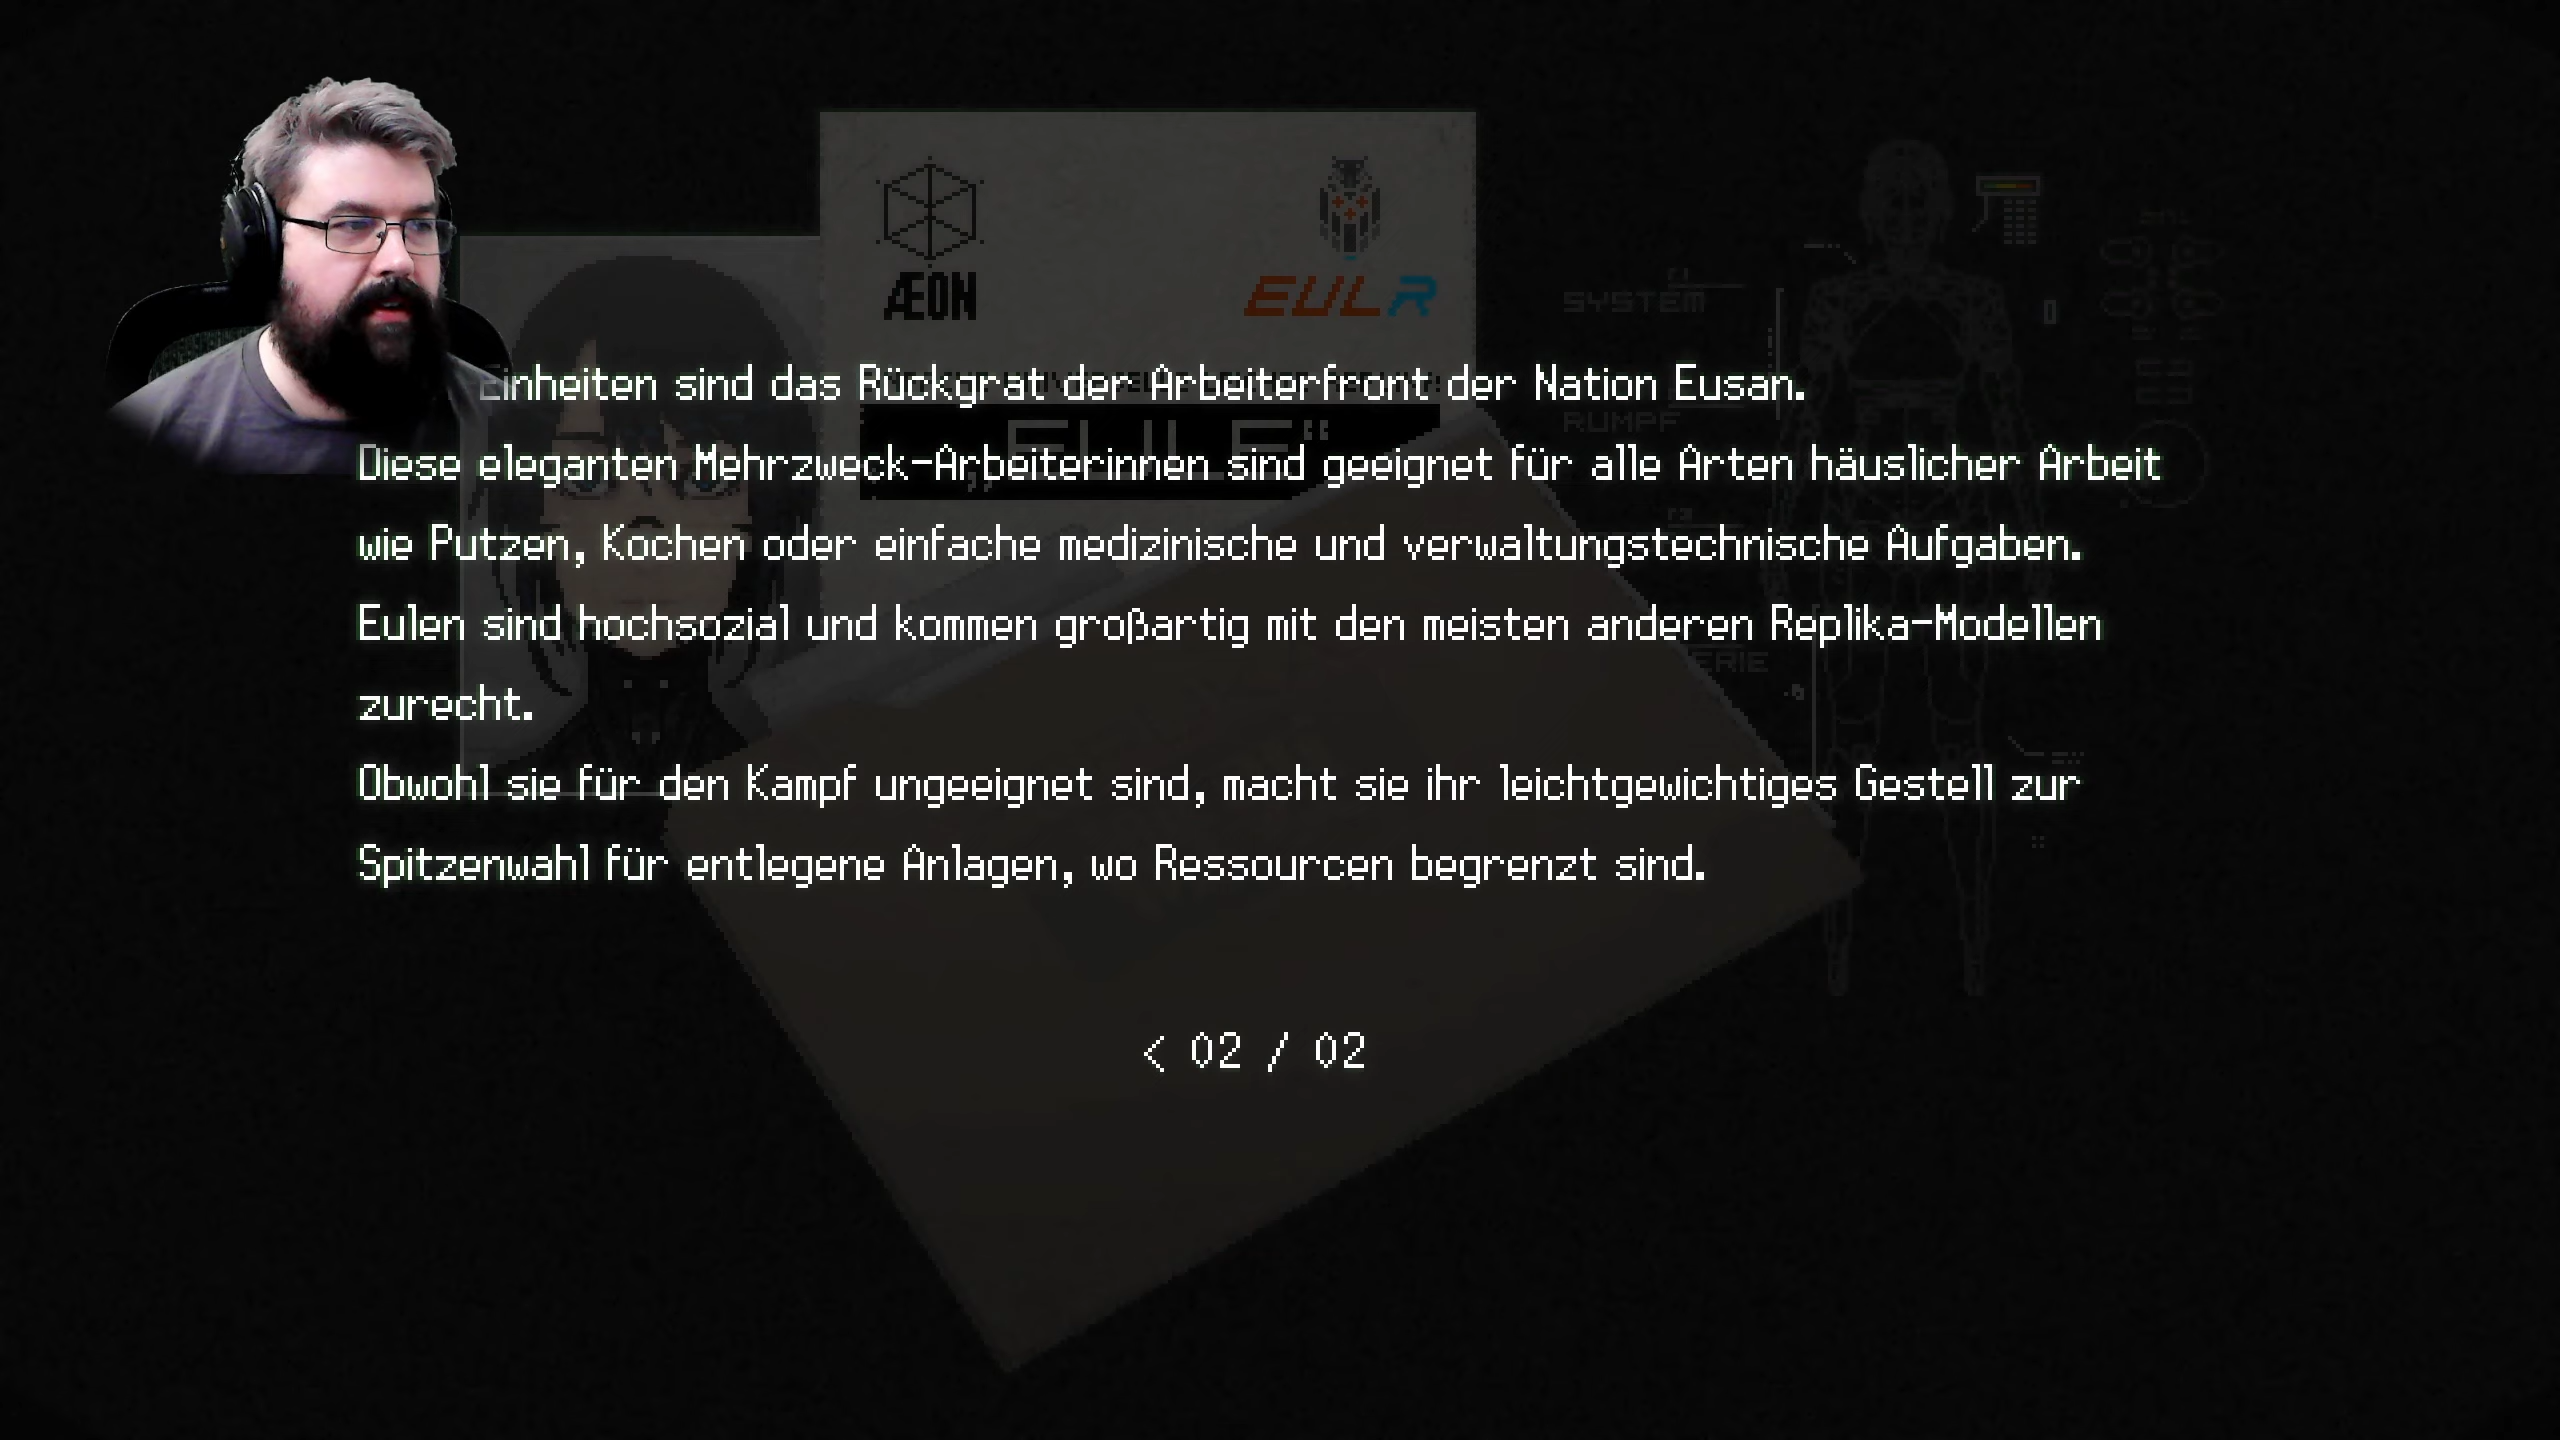 ÆON
EULR
SYSTEM
Einheiten sind das Rückgrat der Arbeiterfront der Nation Eusan.
RUMPF
„EULE“
Diese eleganten Mehrzweck-Arbeiterinnen sind geeignet für alle Arten häuslicher Arbeit
wie Putzen, Kochen oder einfache medizinische und verwaltungstechnische Aufgaben.
Eulen sind hochsozial und kommen großartig mit den meisten anderen Replika-Modellen
zurecht.
Obwohl sie für den Kampf ungeeignet sind, macht sie ihr leichtgewichtiges Gestell zur
Spitzenwahl für entlegene Anlagen, wo Ressourcen begrenzt sind.
< 02 / 02